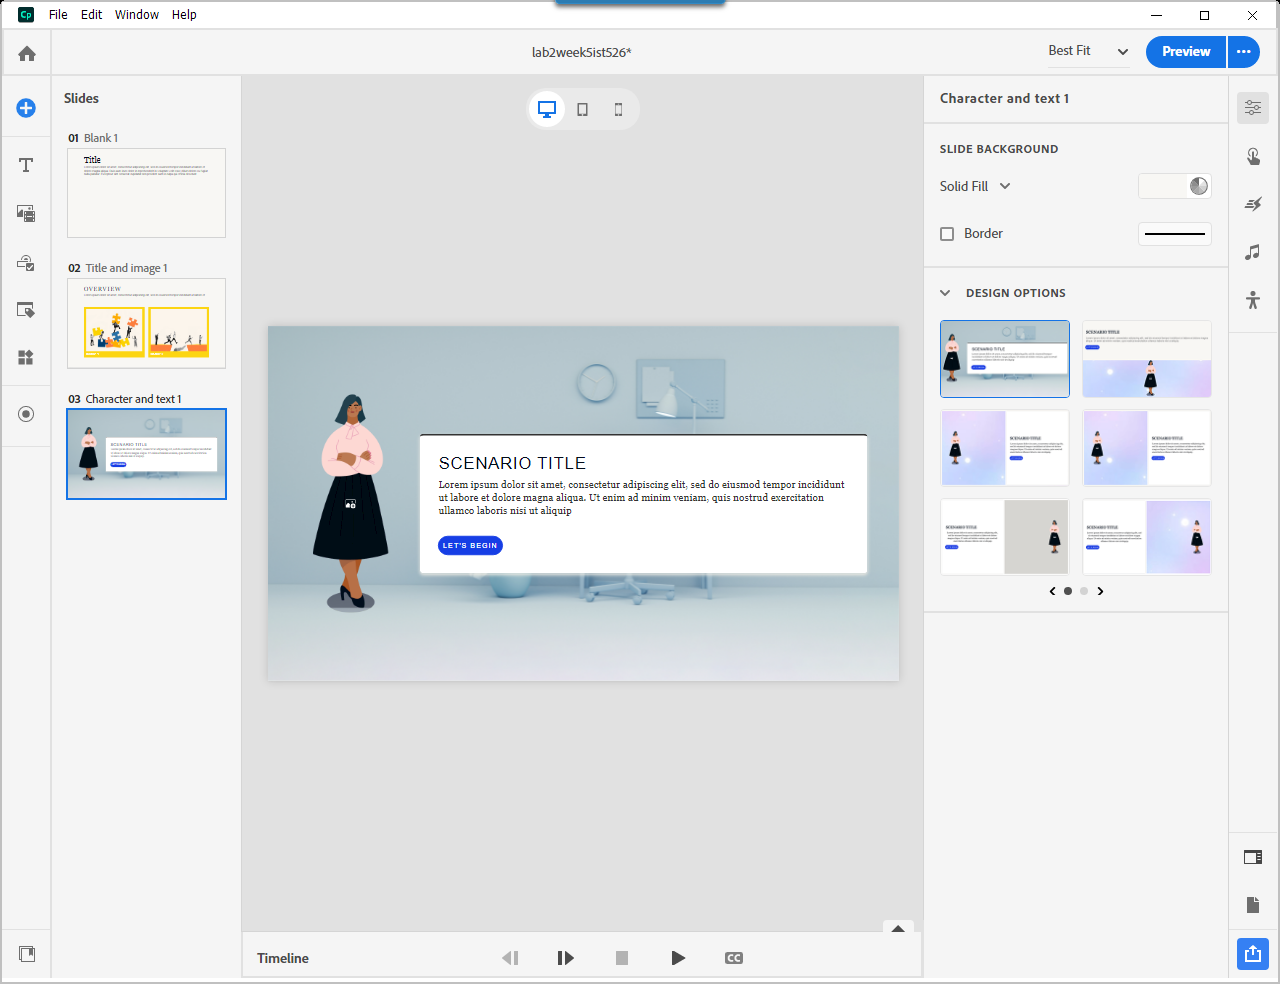 Cp File Edit Window Help
lab2week5ist526*
Best Fit
Preview
Slides
01 Blank 1
Title
02 Title and image 1
OVERVIEW
03 Character and text 1
SCENARIO TITLE
LET'S BEGIN
SCENARIO TITLE
Lorem ipsum dolor sit amet, consectetur adipiscing elit, sed do eiusmod tempor incididunt
ut labore et dolore magna aliqua. Ut enim ad minim veniam, quis nostrud exercitation
ullamco laboris nisi ut aliquip
LET'S BEGIN
Timeline
CC
Character and text 1
SLIDE BACKGROUND
Solid Fill
Border
DESIGN OPTIONS
SCENARIO TITLE
SCENARIO TITLE
SCENARIO TITLE
SCENARIO TITLE
SCENARIO TITLE
SCENARIO TITLE